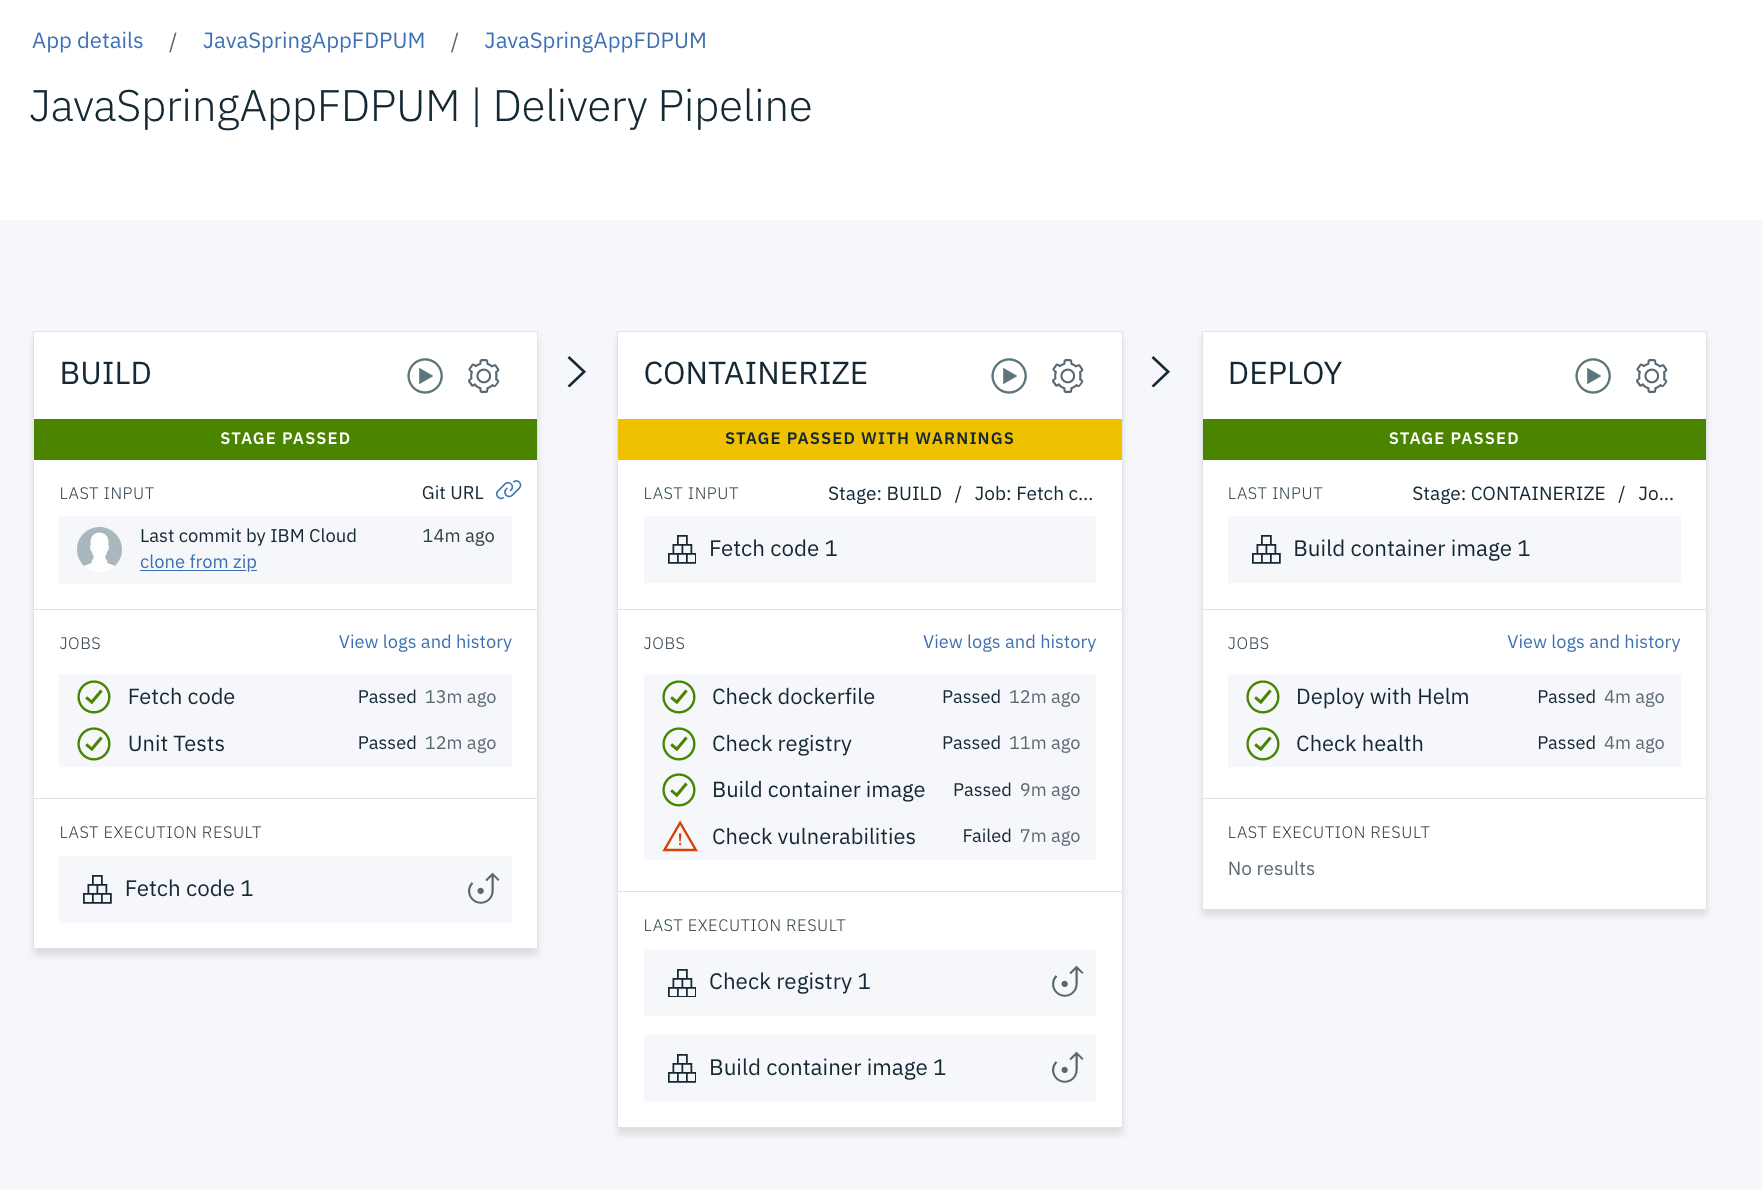 App details / JavaSpringAppFDPUM / JavaSpringAppFDPUM
JavaSpringAppFDPUM | Delivery Pipeline
BUILD
STAGE PASSED
LAST INPUT Git URL
Last commit by IBM Cloud 14m ago
clone from zip
JOBS View logs and history
Fetch code Passed 13m ago
Unit Tests Passed 12m ago
LAST EXECUTION RESULT
Fetch code 1
CONTAINERIZE
STAGE PASSED WITH WARNINGS
LAST INPUT Stage: BUILD / Job: Fetch c...
Fetch code 1
JOBS View logs and history
Check dockerfile Passed 12m ago
Check registry Passed 11m ago
Build container image Passed 9m ago
Check vulnerabilities Failed 7m ago
LAST EXECUTION RESULT
Check registry 1
Build container image 1
DEPLOY
STAGE PASSED
LAST INPUT Stage: CONTAINERIZE / Jo...
Build container image 1
JOBS View logs and history
Deploy with Helm Passed 4m ago
Check health Passed 4m ago
LAST EXECUTION RESULT
No results